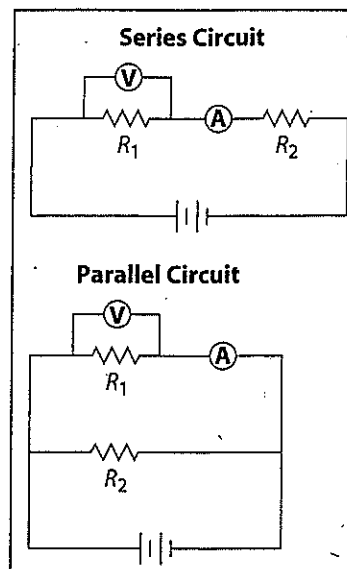 Series Circuit
V
R1
A
R2
Parallel Circuit
V
R1
A
R2